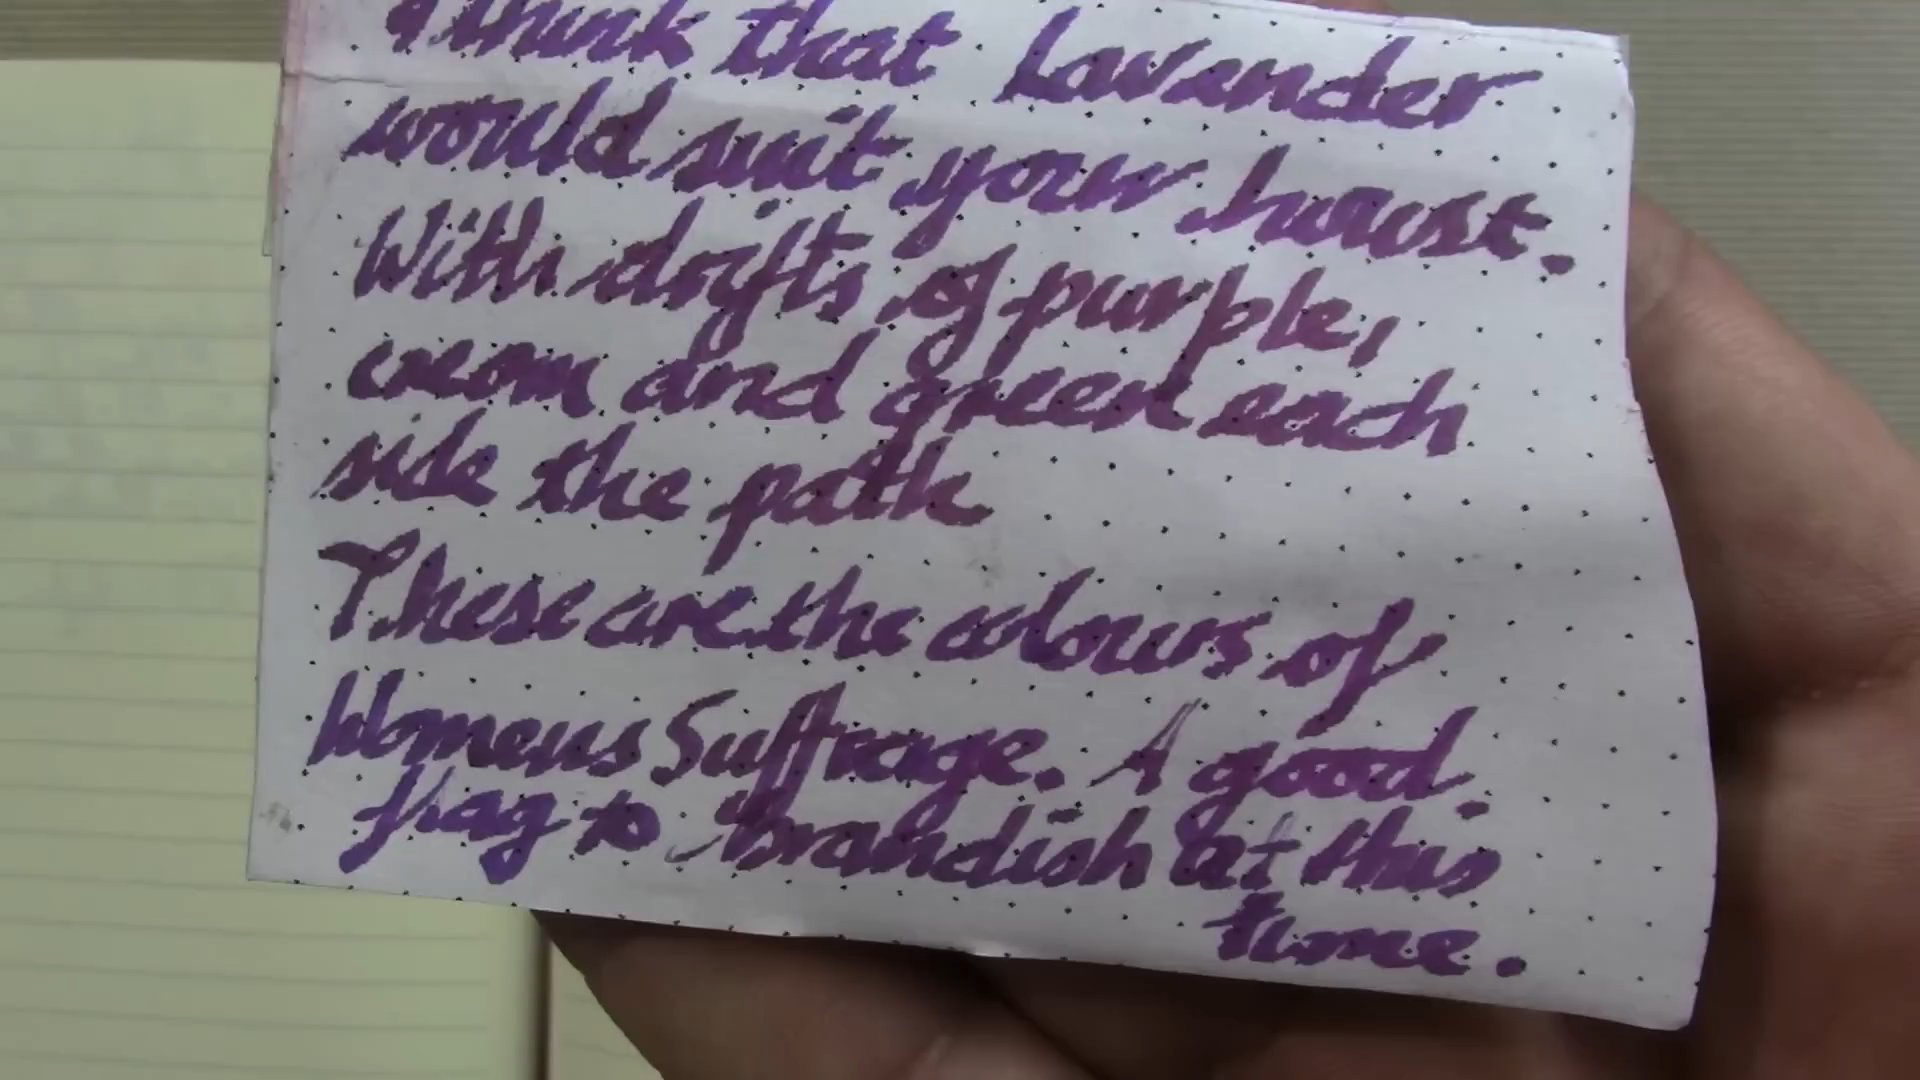 I think that Lavender
would suit your house.
With drifts of purple,
cream and green each
side the path
These are the colours of
Womens Suffrage. A good
flag to brandish at this
time.